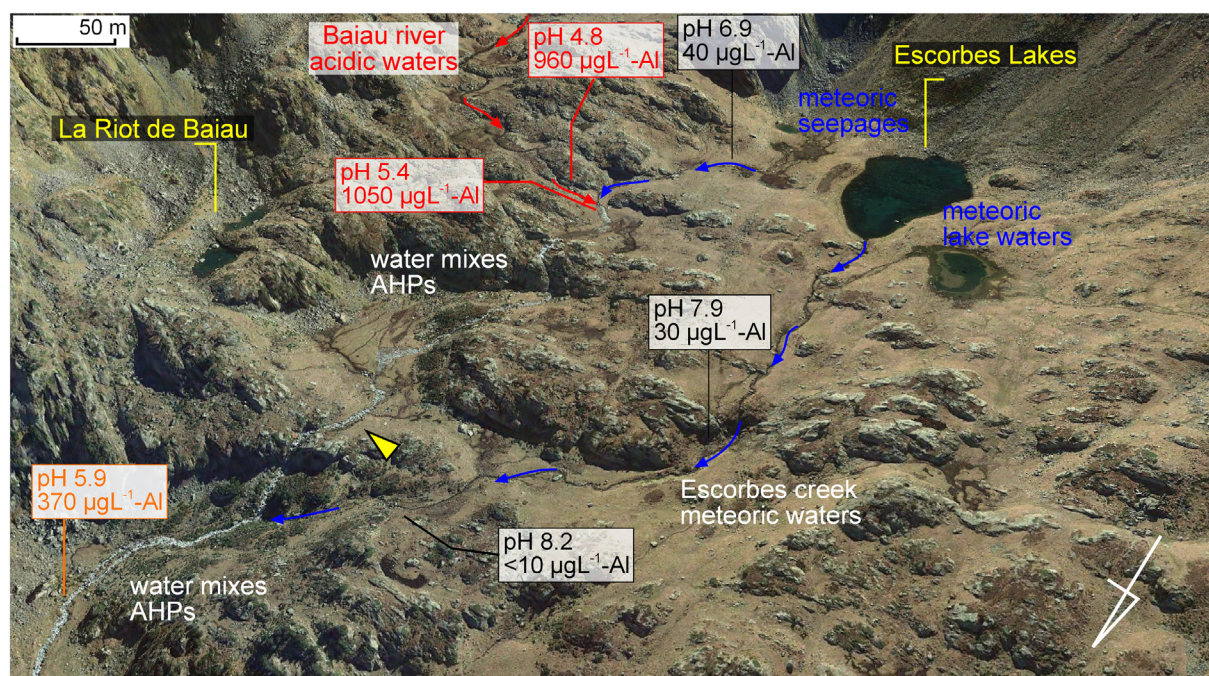 50 m
Baiau river
acidic waters
pH 4.8
960 µgL⁻¹-Al
pH 6.9
40 µgL⁻¹-Al
Escorbes Lakes
meteoric
seepages
La Riot de Baiau
pH 5.4
1050 µgL⁻¹-Al
meteoric
lake waters
water mixes
AHPs
pH 7.9
30 µgL⁻¹-Al
pH 5.9
370 µgL⁻¹-Al
Escorbes creek
meteoric waters
pH 8.2
<10 µgL⁻¹-Al
water mixes
AHPs